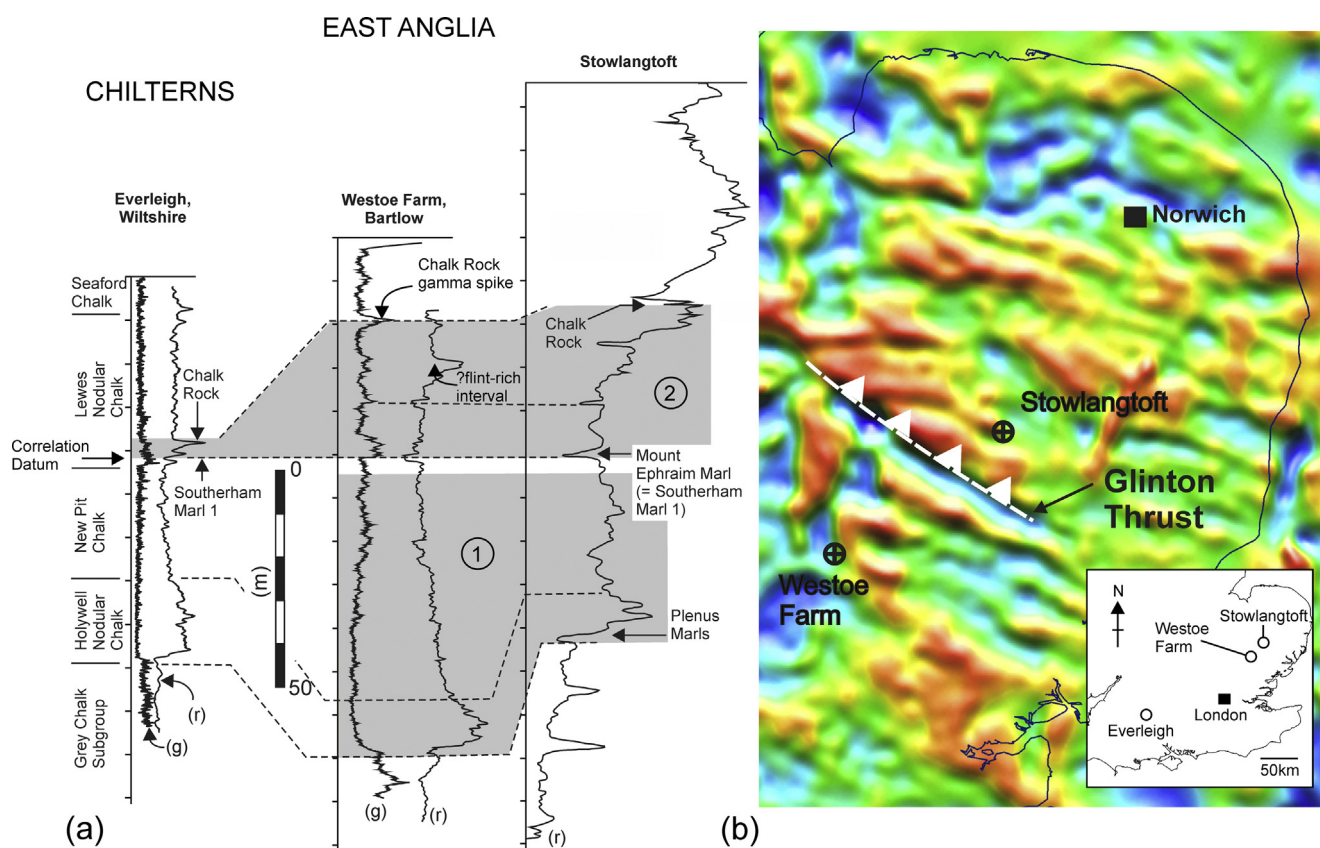 EAST ANGLIA
CHILTERNS
Stowlangtoft
Everleigh,
Wiltshire
Westoe Farm,
Bartlow
Seaford
Chalk
Lewes
Nodular
Chalk
Correlation
Datum
New Pit
Chalk
Holywell
Nodular
Chalk
Grey Chalk
Subgroup
Chalk
Rock
Southerham
Marl 1
(r)
(g)
0
(m)
50
Chalk Rock
gamma spike
?flint-rich
interval
1
(g)
(r)
Chalk
Rock
2
Mount
Ephraim Marl
(= Southerham
Marl 1)
Plenus
Marls
(r)
(a)
(b)
Norwich
Stowlangtoft
Glinton
Thrust
Westoe
Farm
N
Stowlangtoft
Westoe
Farm
London
Everleigh
50km